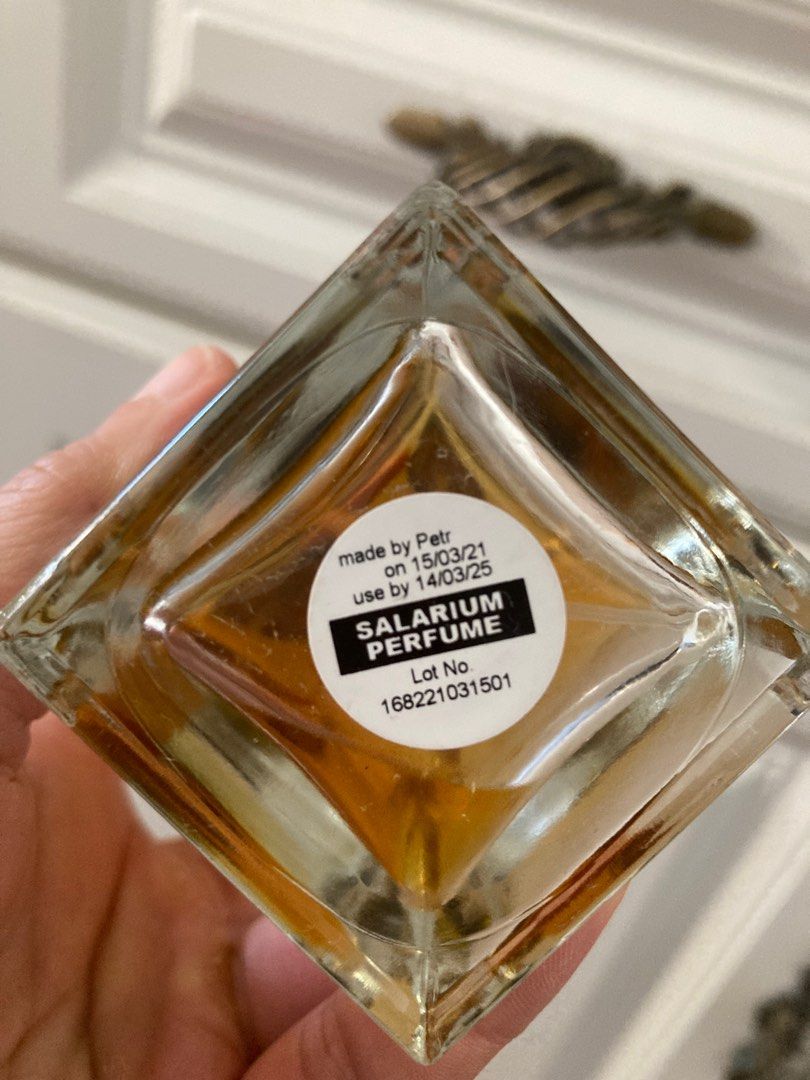 made by Petr
on 15/03/21
use by 14/03/25
SALARIUM
PERFUME
Lot No.
168221031501